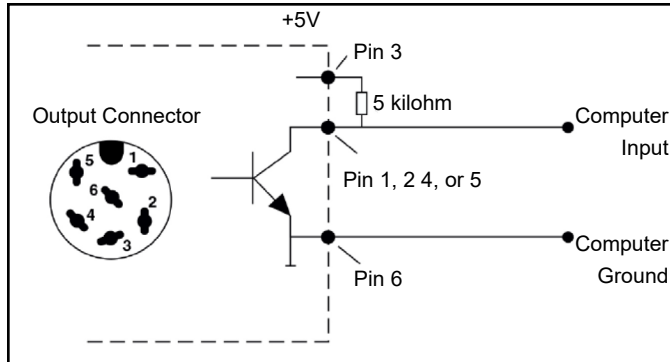 +5V
Pin 3
5 kilohm
Output Connector
Computer
Input
Pin 1, 2 4, or 5
5
1
6
2
4
3
Computer
Ground
Pin 6